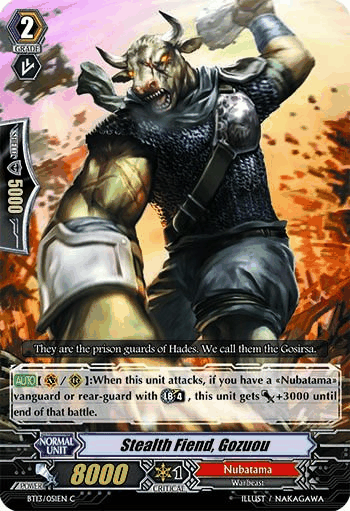 2
GRADE
SHIELD
5000
They are the prison guards of Hades. We call them the Gosirsa.
AUTO [ / ]:When this unit attacks, if you have a «Nubatama»
vanguard or rear-guard with LB4 , this unit gets +3000 until
end of that battle.
NORMAL
UNIT
Stealth Fiend, Gozuou
POWER
8000
1
CRITICAL
Nubatama
Warbeast
BT13/051EN C
ILLUST / NAKAGAWA